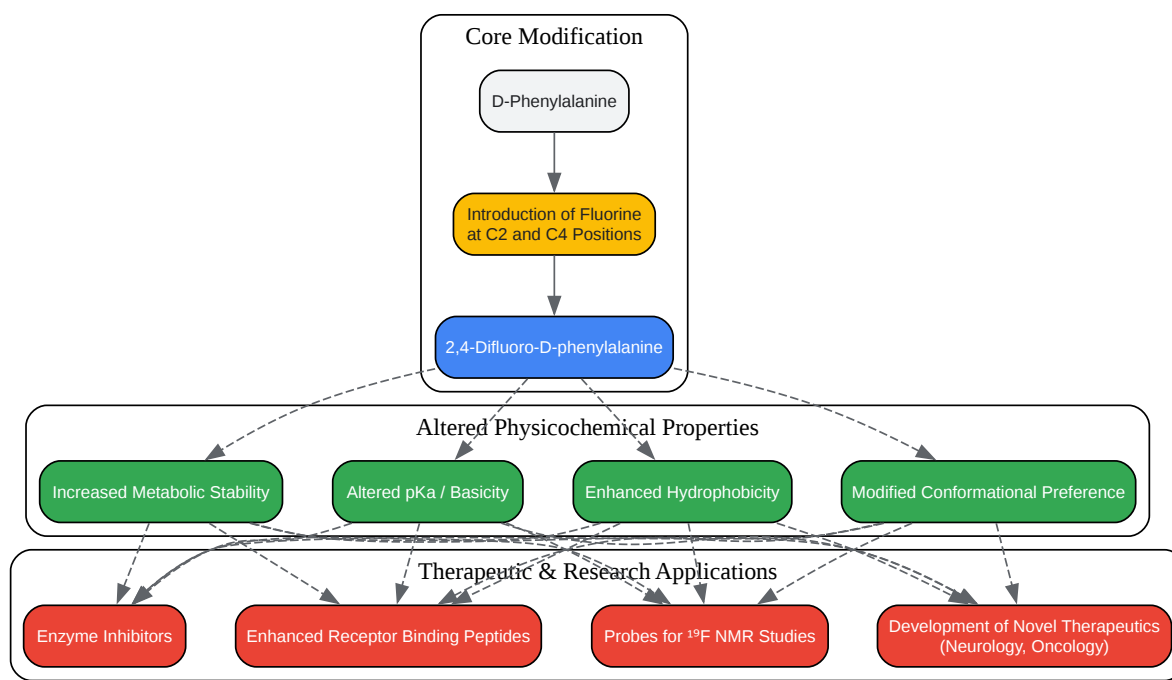 Core Modification
D-Phenylalanine
Introduction of Fluorine
at C2 and C4 Positions
2,4-Difluoro-D-phenylalanine
Altered Physicochemical Properties
Increased Metabolic Stability
Altered pKa / Basicity
Enhanced Hydrophobicity
Modified Conformational Preference
Therapeutic & Research Applications
Enzyme Inhibitors
Enhanced Receptor Binding Peptides
Probes for ¹⁹F NMR Studies
Development of Novel Therapeutics
(Neurology, Oncology)